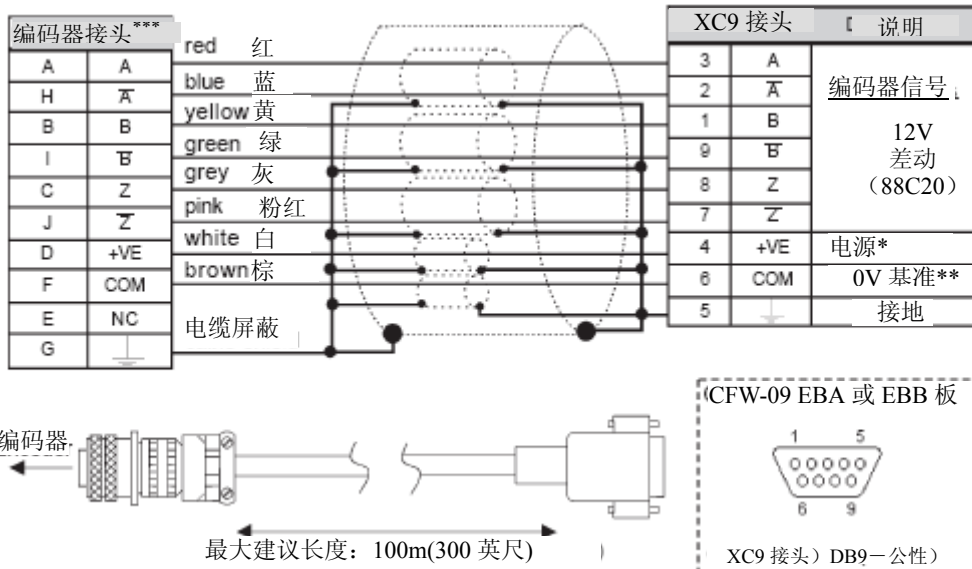 编码器接头***
A A
H A̅
B B
I B̅
C Z
J Z̅
D +VE
F COM
E NC
G
red 红
blue 蓝
yellow 黄
green 绿
grey 灰
pink 粉红
white 白
brown 棕
电缆屏蔽
XC9 接头 说明
3 A
2 A̅
1 B
9 B̅
8 Z
7 Z̅
4 +VE 电源*
6 COM 0V 基准**
5 接地
编码器信号
12V
差动
(88C20)
编码器
最大建议长度:100m(300 英尺)
CFW-09 EBA 或 EBB 板
1 5
6 9
XC9 接头)DB9-公性)